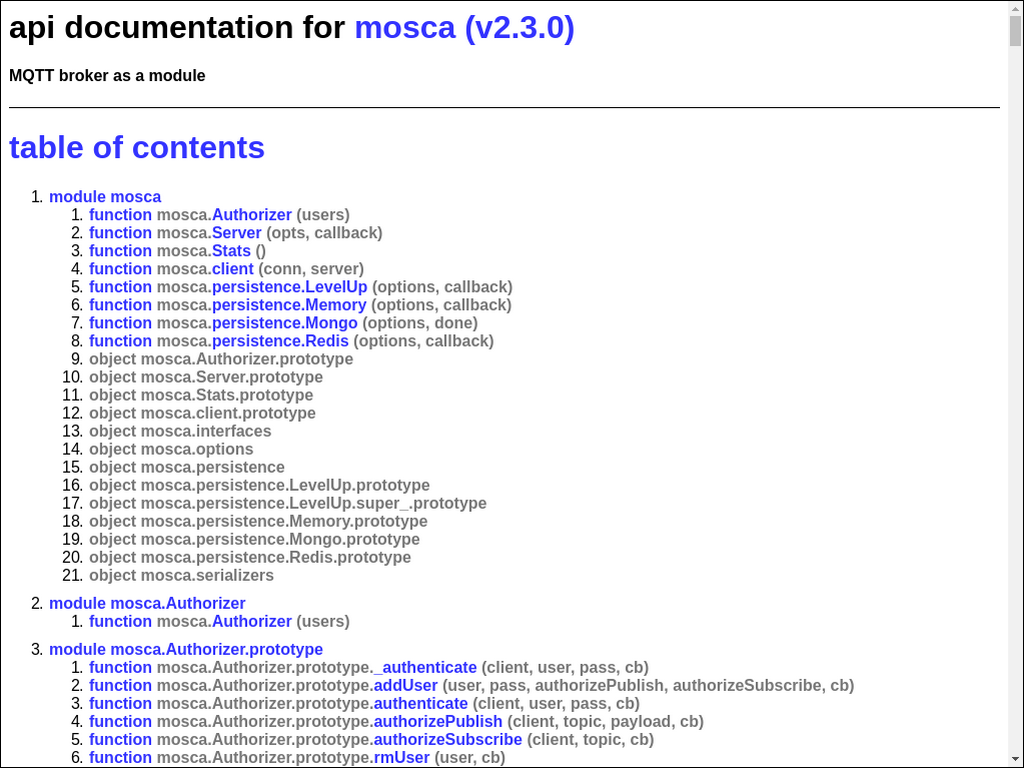 api documentation for mosca (v2.3.0)
MQTT broker as a module
table of contents
1. module mosca
1. function mosca.Authorizer (users)
2. function mosca.Server (opts, callback)
3. function mosca.Stats ()
4. function mosca.client (conn, server)
5. function mosca.persistence.LevelUp (options, callback)
6. function mosca.persistence.Memory (options, callback)
7. function mosca.persistence.Mongo (options, done)
8. function mosca.persistence.Redis (options, callback)
9. object mosca.Authorizer.prototype
10. object mosca.Server.prototype
11. object mosca.Stats.prototype
12. object mosca.client.prototype
13. object mosca.interfaces
14. object mosca.options
15. object mosca.persistence
16. object mosca.persistence.LevelUp.prototype
17. object mosca.persistence.LevelUp.super_.prototype
18. object mosca.persistence.Memory.prototype
19. object mosca.persistence.Mongo.prototype
20. object mosca.persistence.Redis.prototype
21. object mosca.serializers
2. module mosca.Authorizer
1. function mosca.Authorizer (users)
3. module mosca.Authorizer.prototype
1. function mosca.Authorizer.prototype._authenticate (client, user, pass, cb)
2. function mosca.Authorizer.prototype.addUser (user, pass, authorizePublish, authorizeSubscribe, cb)
3. function mosca.Authorizer.prototype.authenticate (client, user, pass, cb)
4. function mosca.Authorizer.prototype.authorizePublish (client, topic, payload, cb)
5. function mosca.Authorizer.prototype.authorizeSubscribe (client, topic, cb)
6. function mosca.Authorizer.prototype.rmUser (user, cb)